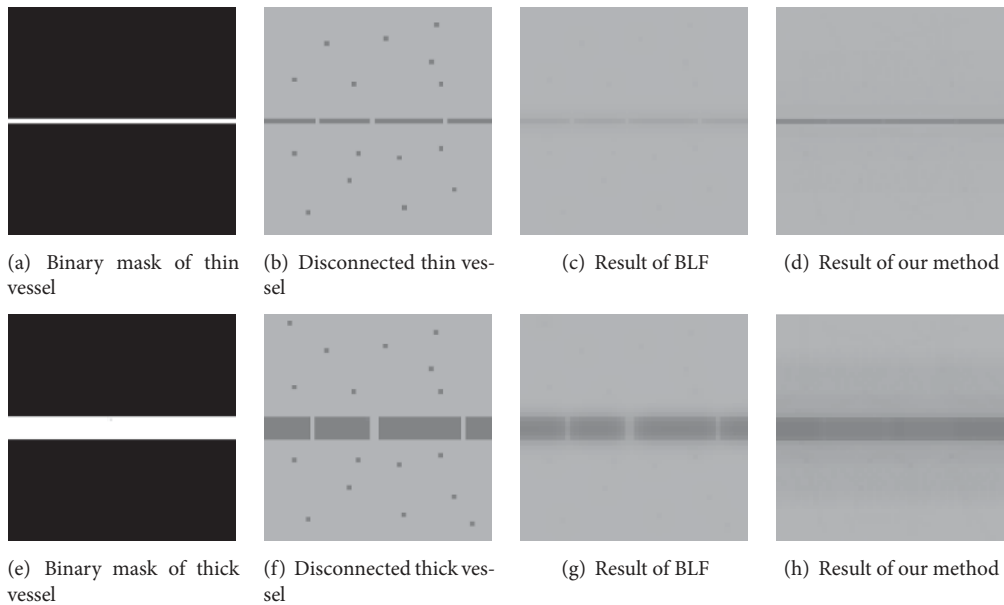 (a) Binary mask of thin
vessel
(b) Disconnected thin ves-
sel
(c) Result of BLF
(d) Result of our method
(e) Binary mask of thick
vessel
(f) Disconnected thick ves-
sel
(g) Result of BLF
(h) Result of our method